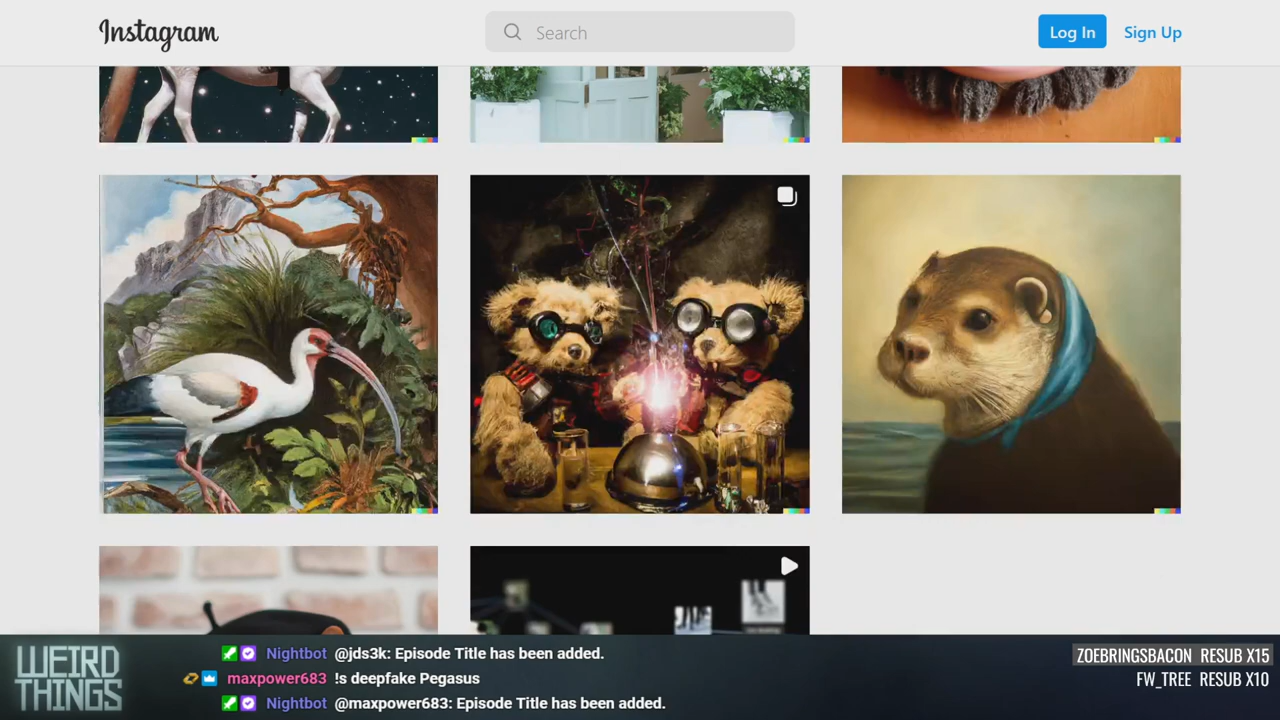 Instagram
Search
Log In
Sign Up
WEIRD
THINGS
Nightbot @jds3k: Episode Title has been added.
maxpower683 !s deepfake Pegasus
Nightbot @maxpower683: Episode Title has been added.
ZOEBRINGSBACON RESUB X15
FW_TREE RESUB X10